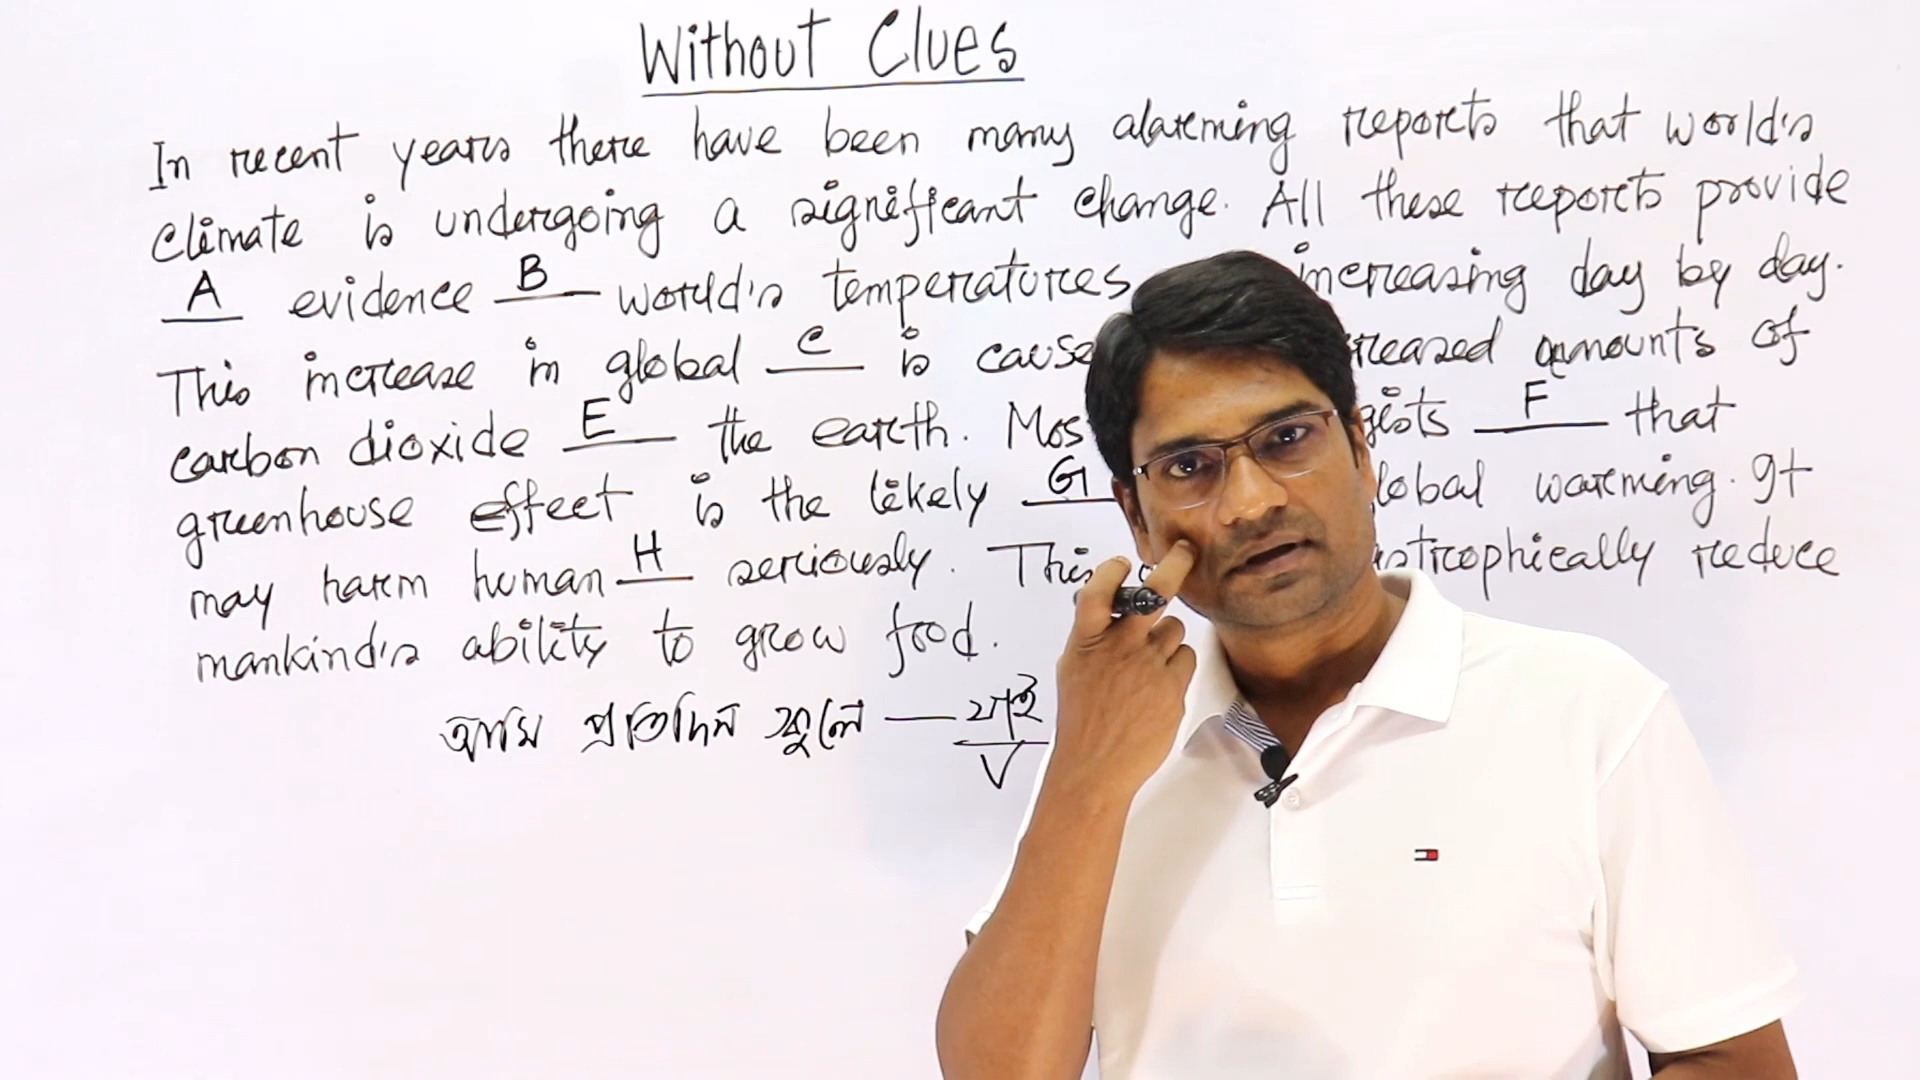 Without Clues
In recent years there have been many alarming reports that world's
climate is undergoing a significant change. All these reports provide
A evidence B world's temperatures increasing day by day.
This increase in global C is cause amounts of
carbon dioxide E the earth. F that
greenhouse effect is the likely G warming. It
may harm human H seriously. This reduce
mankind's ability to grow food.
আমি প্রতিদিন স্কুলে — যাই
V